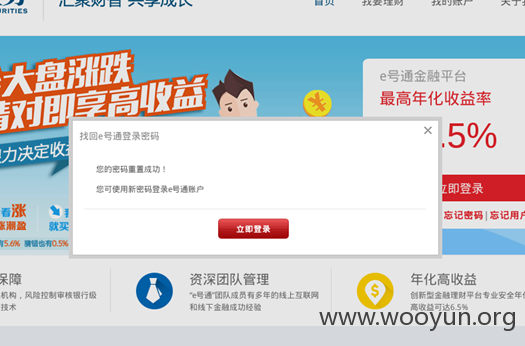 URITIES
汇聚财智 共享成长
首页
我要理财
我的账户
大盘涨跌
猜对即享高收益
力决定收
看涨
涨潮盈
5.6%
猜错也有0.5%
就买
e号通金融平台
最高年化收益率
.5%
立即登录
忘记密码|忘记用户
找回e号通登录密码
×
您的密码重置成功！
您可使用新密码登录e号通账户
立即登录
保障
机构，风险控制审核银行级
技术
资深团队管理
"e号通"团队成员有多年的线上互联网
和线下金融成功经验
年化高收益
创新型金融理财平台专业安全年
高收益可达6.5%
www.wooyun.org